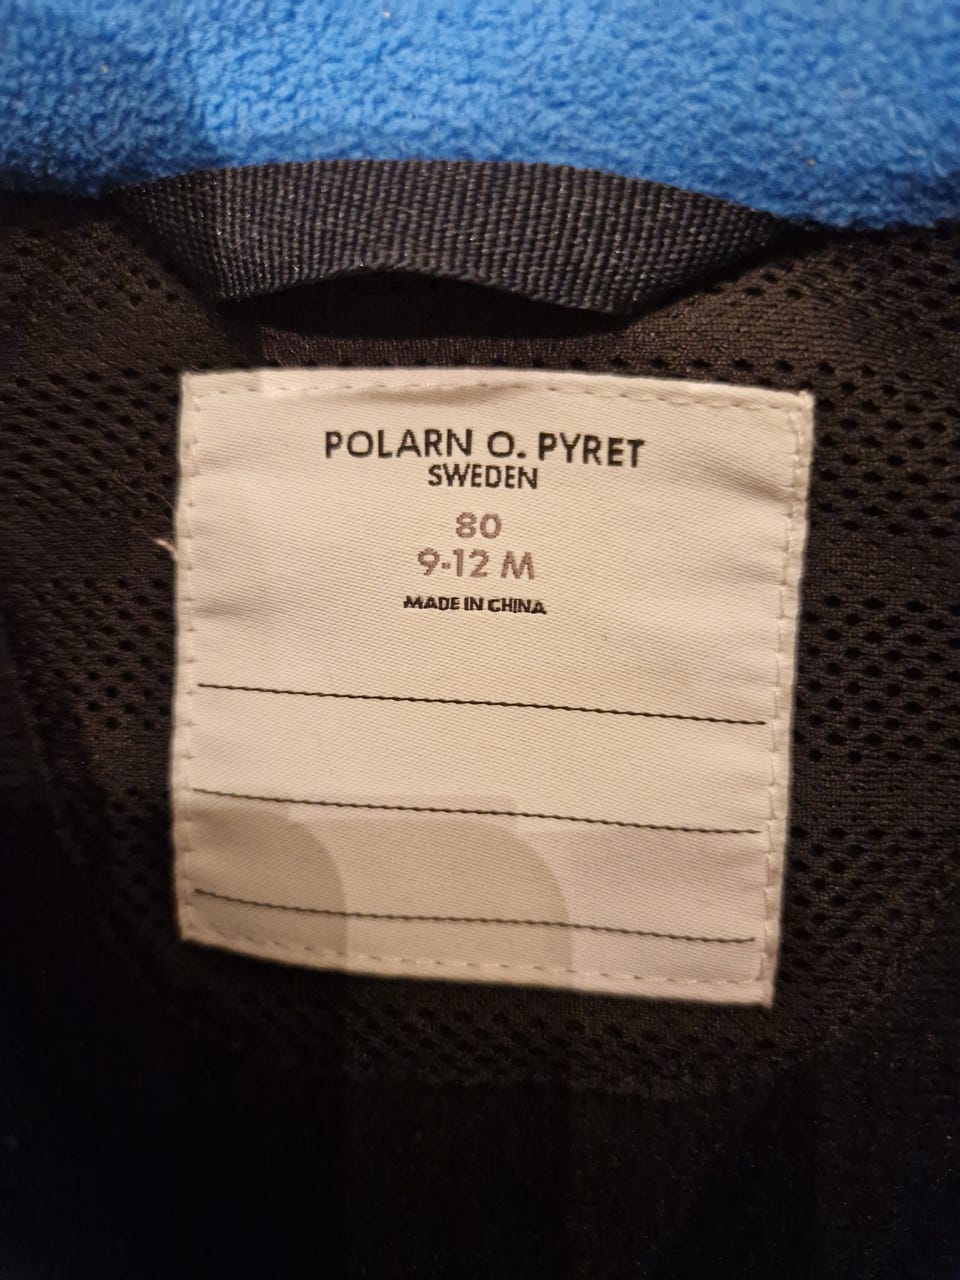 POLARN O. PYRET
SWEDEN
80
9-12 M
MADE IN CHINA